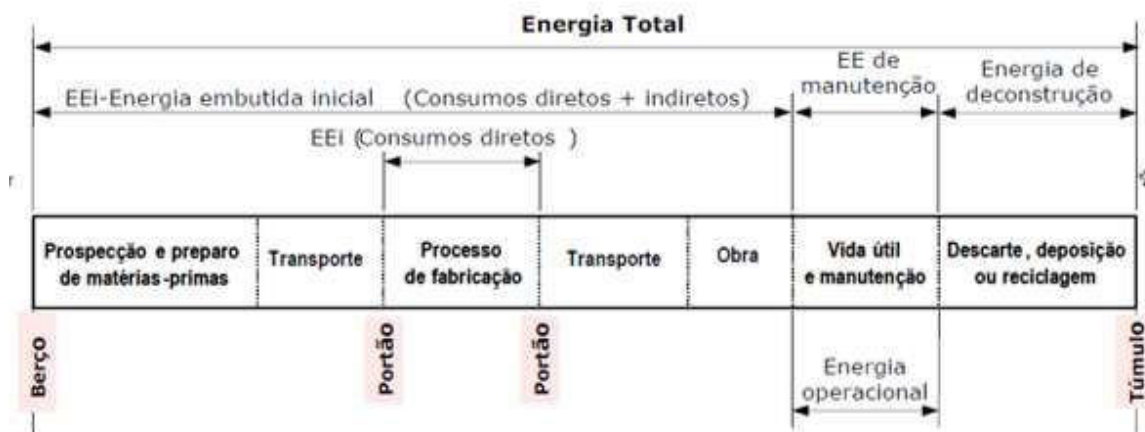 Energia Total
EE de
manutenção
Energia de
deconstrução
EEi-Energia embutida inicial (Consumos diretos + indiretos)
EEi (Consumos diretos )
Prospecção e preparo
de matérias-primas
Transporte
Processo
de fabricação
Transporte
Obra
Vida útil
e manutenção
Descarte, deposição
ou reciclagem
Berço
Portão
Portão
Túmulo
Energia
operacional